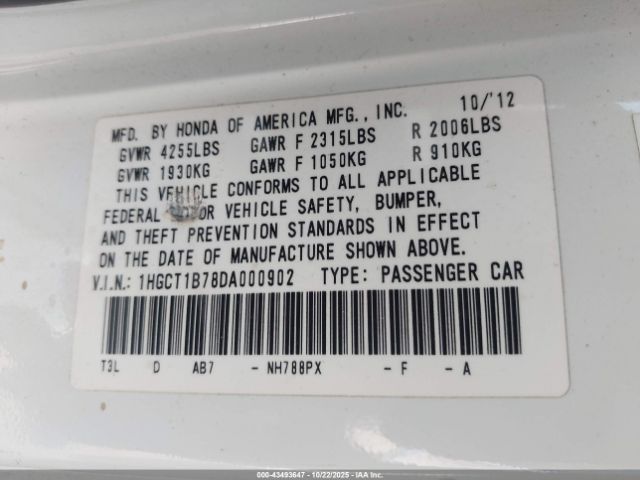 MFD. BY HONDA OF AMERICA MFG., INC. 10/'12
GVWR 4255LBS GAWR F 2315LBS R 2006LBS
GVWR 1930KG GAWR F 1050KG R 910KG
THIS VEHICLE CONFORMS TO ALL APPLICABLE
FEDERAL VEHICLE SAFETY, BUMPER,
AND THEFT PREVENTION STANDARDS IN EFFECT
ON THE DATE OF MANUFACTURE SHOWN ABOVE.
V.I.N.: 1HGCT1B78DA000902 TYPE: PASSENGER CAR
T3L D AB7 - NH788PX - F - A
000-43493647 - 10/22/2025 - Copyright © 2025 IAA, Inc.